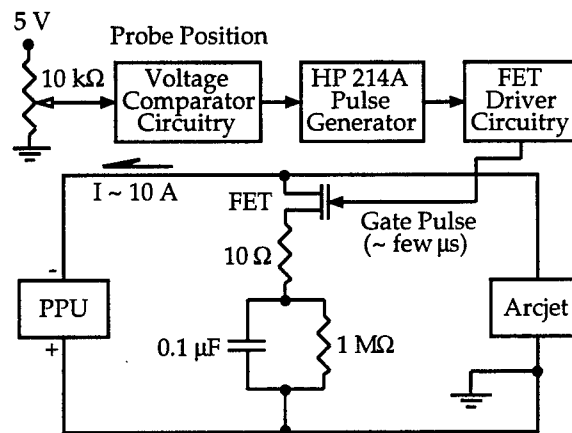 5 V
Probe Position
10 kΩ
Voltage
Comparator
Circuitry
HP 214A
Pulse
Generator
FET
Driver
Circuitry
I ~ 10 A
FET
Gate Pulse
(~ few μs)
10 Ω
-
PPU
+
0.1 μF
1 MΩ
Arcjet